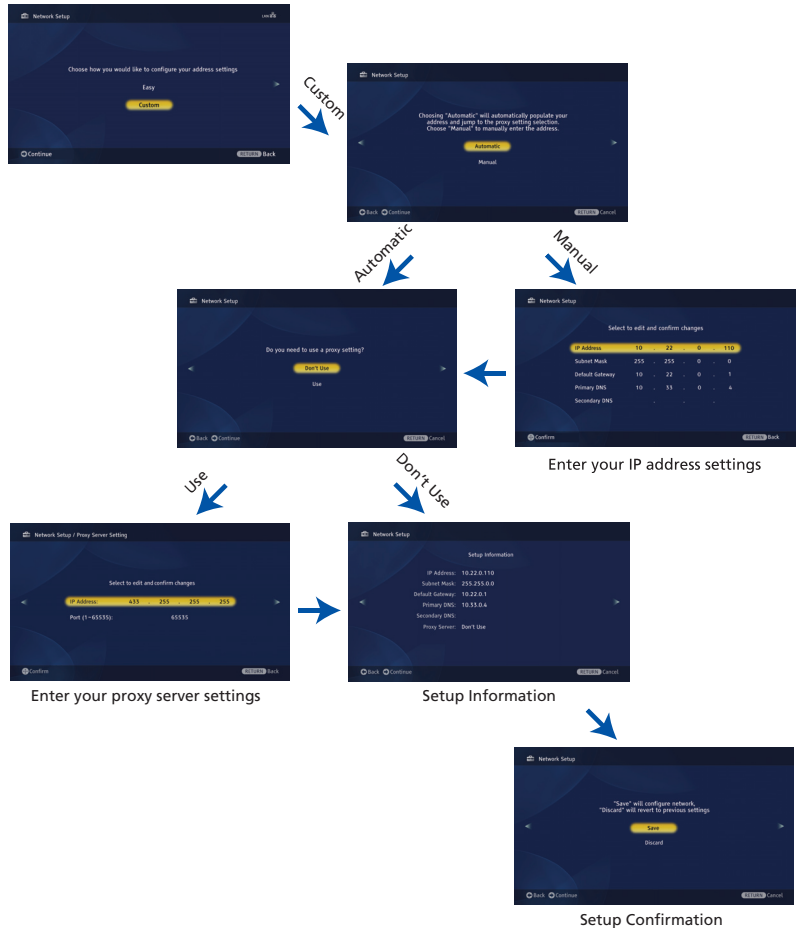 Network Setup
Choose how you would like to configure your address settings
Easy
Custom
Continue
RETURN Back
Custom
Network Setup
Choosing "Automatic" will automatically populate your
address and jump to the proxy setting selection.
Choose "Manual" to manually enter the address.
Automatic
Manual
Back Continue
RETURN Cancel
Automatic
Manual
Network Setup
Do you need to use a proxy setting?
Don't Use
Use
Back Continue
RETURN Cancel
Network Setup
Select to edit and confirm changes
IP Address 10 . 22 . 0 . 110
Subnet Mask 255 . 255 . 0 . 0
Default Gateway 10 . 22 . 0 . 1
Primary DNS 10 . 33 . 0 . 4
Secondary DNS . . .
Confirm
RETURN Back
Enter your IP address settings
Use
Don't Use
Network Setup / Proxy Server Setting
Select to edit and confirm changes
IP Address: 433 . 255 . 255 . 255
Port (1~65535): 65535
Confirm
RETURN Back
Enter your proxy server settings
Network Setup
Setup Information
IP Address: 10.22.0.110
Subnet Mask: 255.255.0.0
Default Gateway: 10.22.0.1
Primary DNS: 10.33.0.4
Secondary DNS:
Proxy Server: Don't Use
Back Continue
RETURN Cancel
Setup Information
Network Setup
"Save" will configure network,
"Discard" will revert to previous settings
Save
Discard
Back Continue
RETURN Cancel
Setup Confirmation